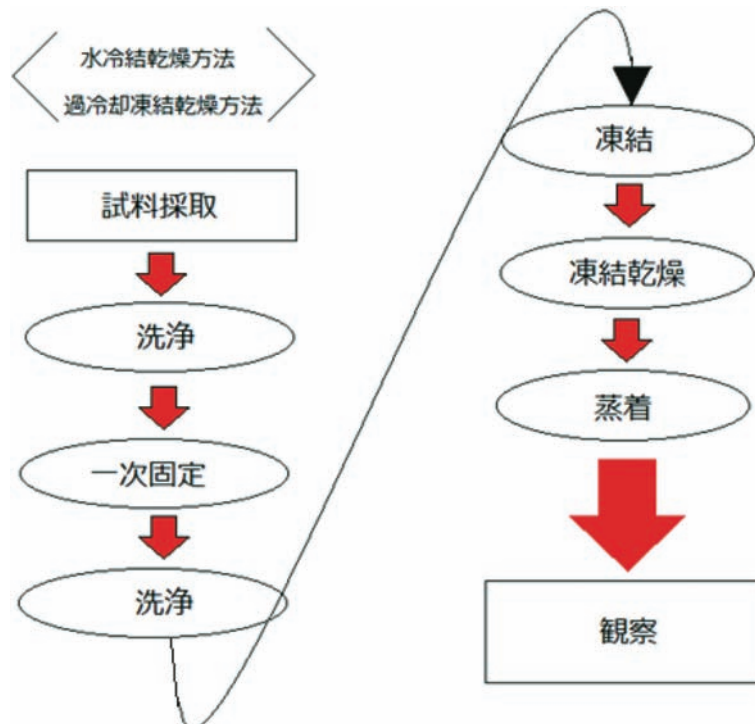 水冷結乾燥方法
過冷却凍結乾燥方法
試料採取
洗浄
一次固定
洗浄
凍結
凍結乾燥
蒸着
観察